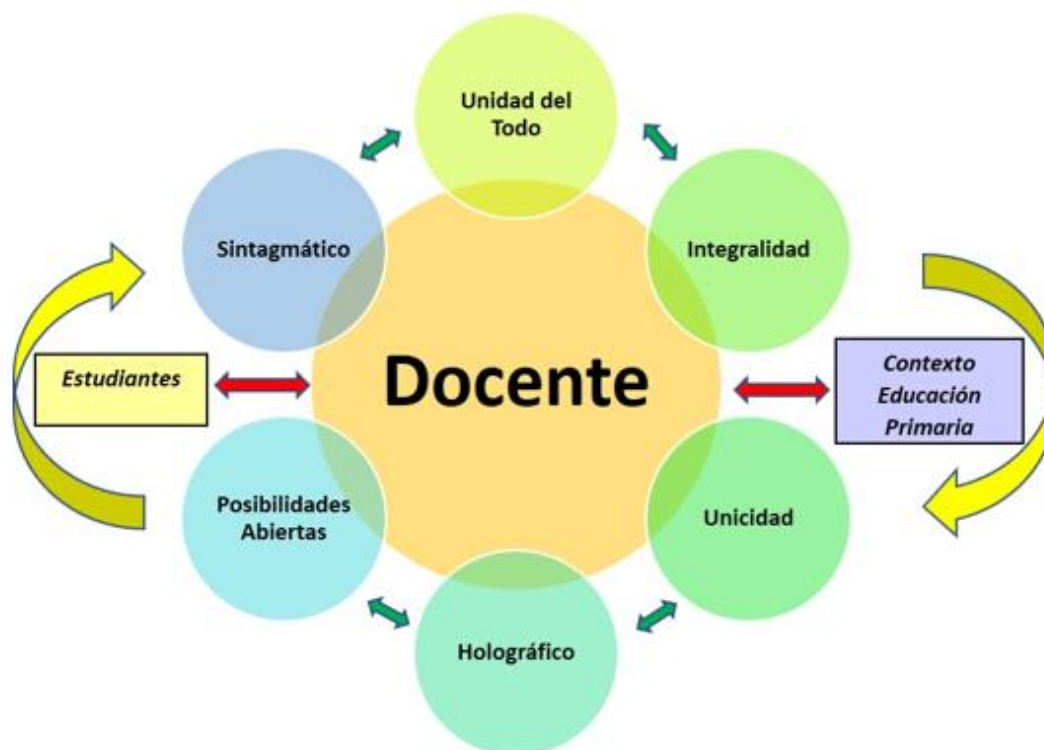 Unidad del
Todo
Sintagmático
Integralidad
Estudiantes
Docente
Contexto
Educación
Primaria
Posibilidades
Abiertas
Unicidad
Holográfico